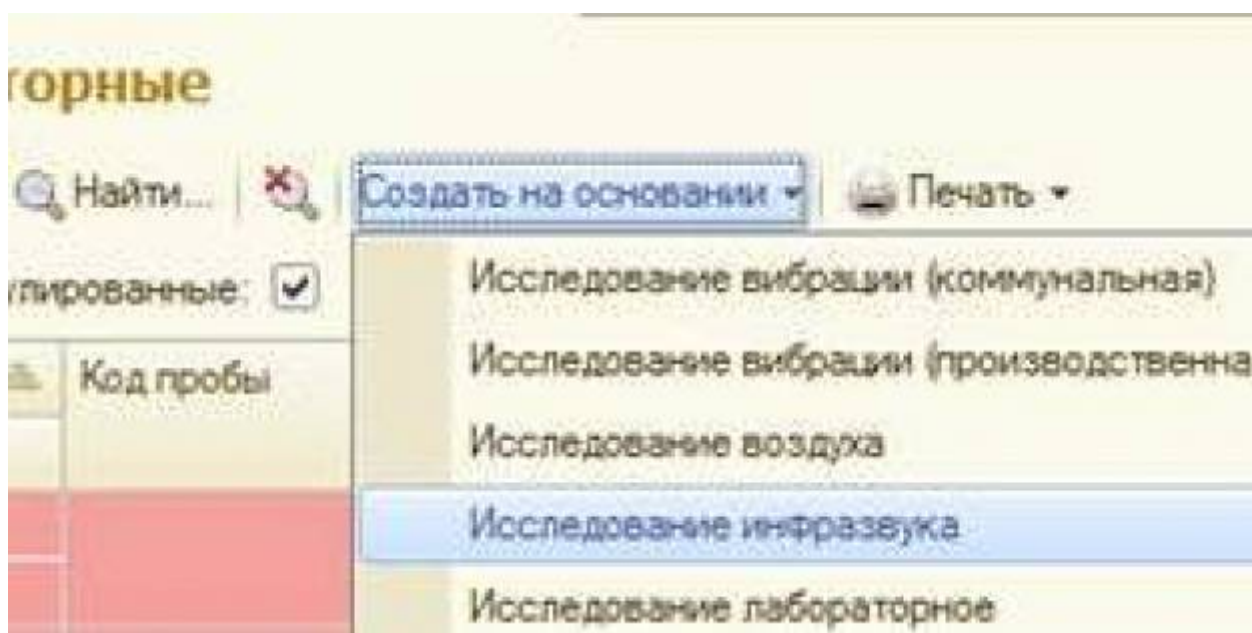 торные
Найти... Создать на основании Печать
Исследование вибрации (коммунальная)
улированные:
Исследование вибрации (производственна
Код пробы
Исследование воздуха
Исследование инфразвука
Исследование лабораторное